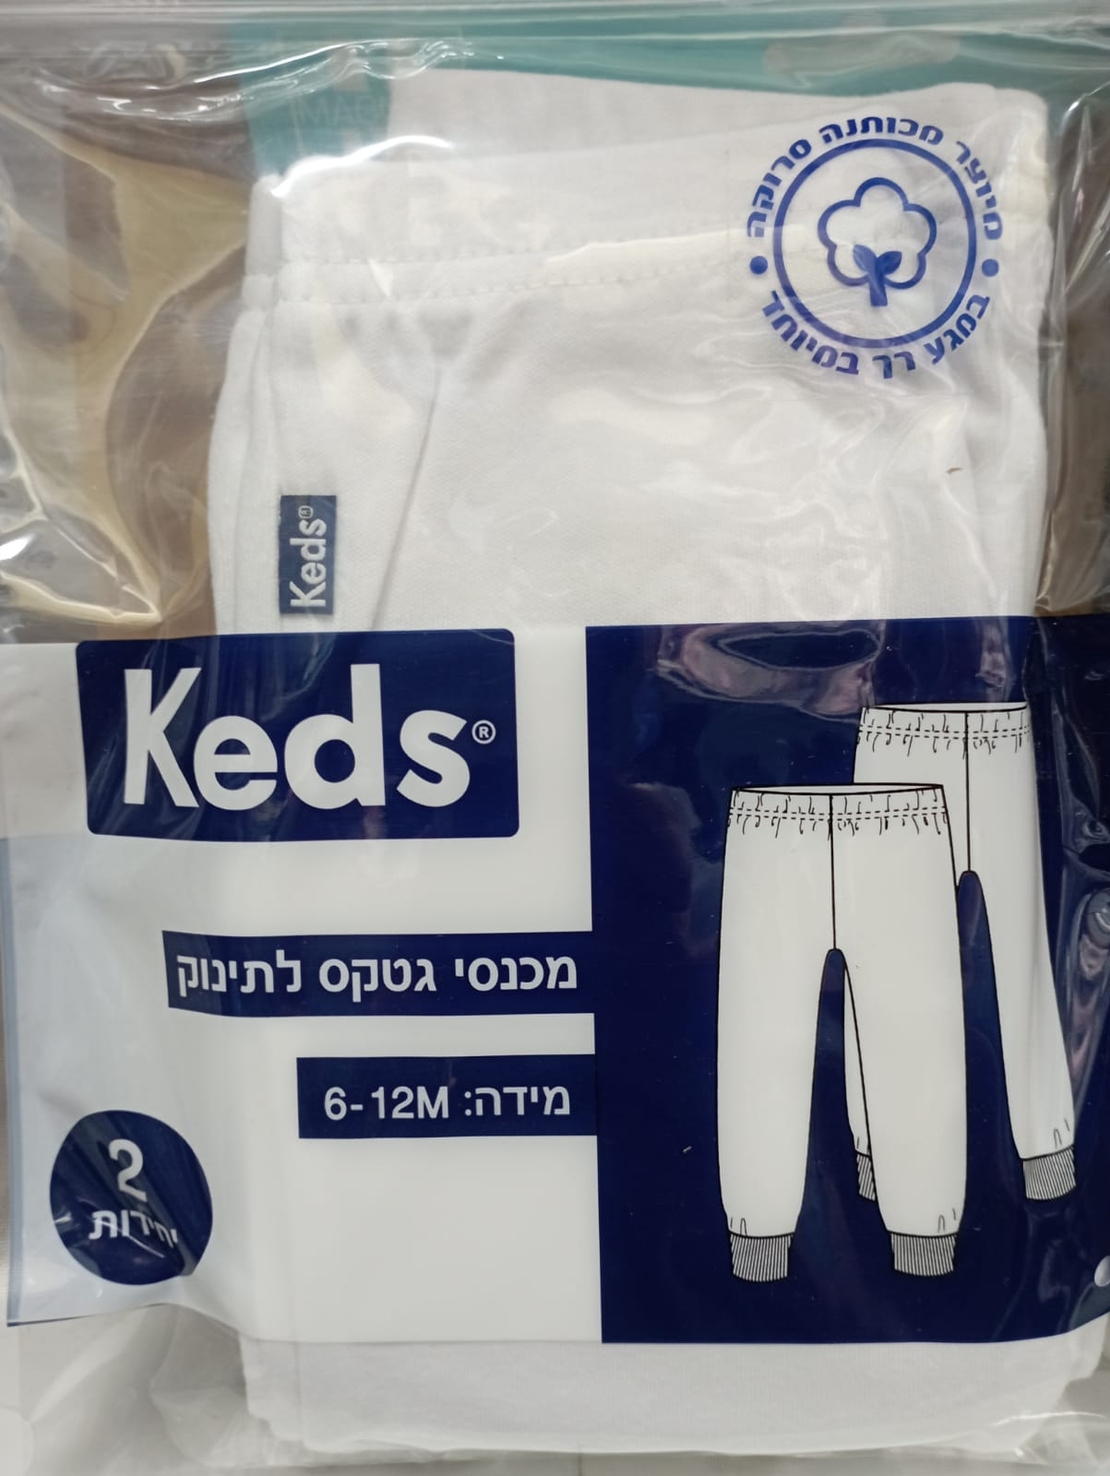 מיוצר מכותנה סרוקה
במגע רך במיוחד
Keds®
Keds®
מכנסי גטקס לתינוק
מידה: 6-12M
2
יחידות